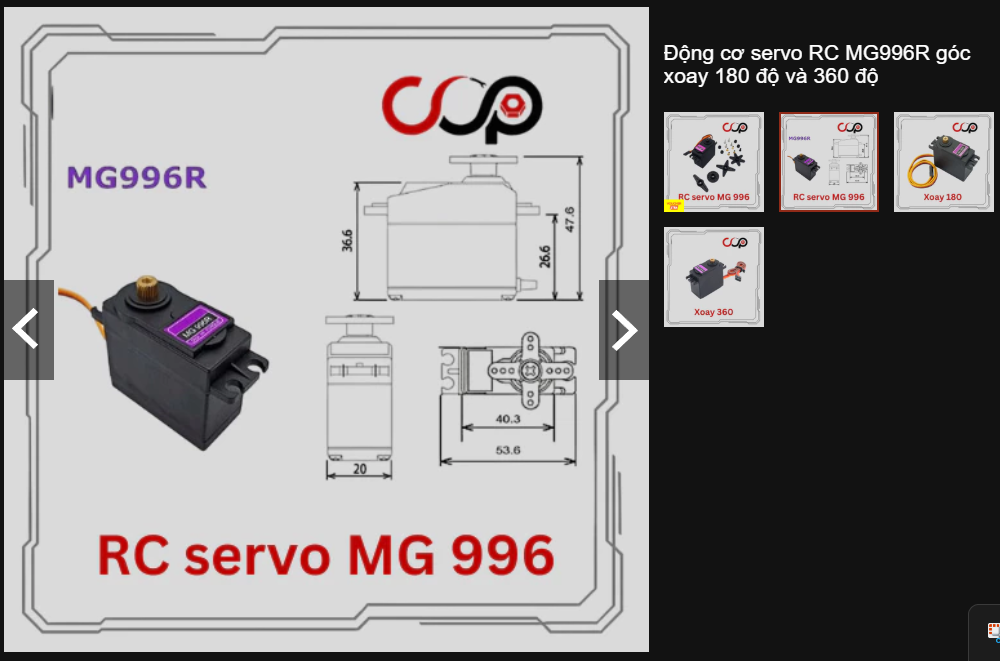 MG996R
36.6
47.6
26.6
MG 996R
20
40.3
53.6
RC servo MG 996
Động cơ servo RC MG996R góc
xoay 180 độ và 360 độ
RC servo MG 996
MG996R
RC servo MG 996
Xoay 180
Xoay 360